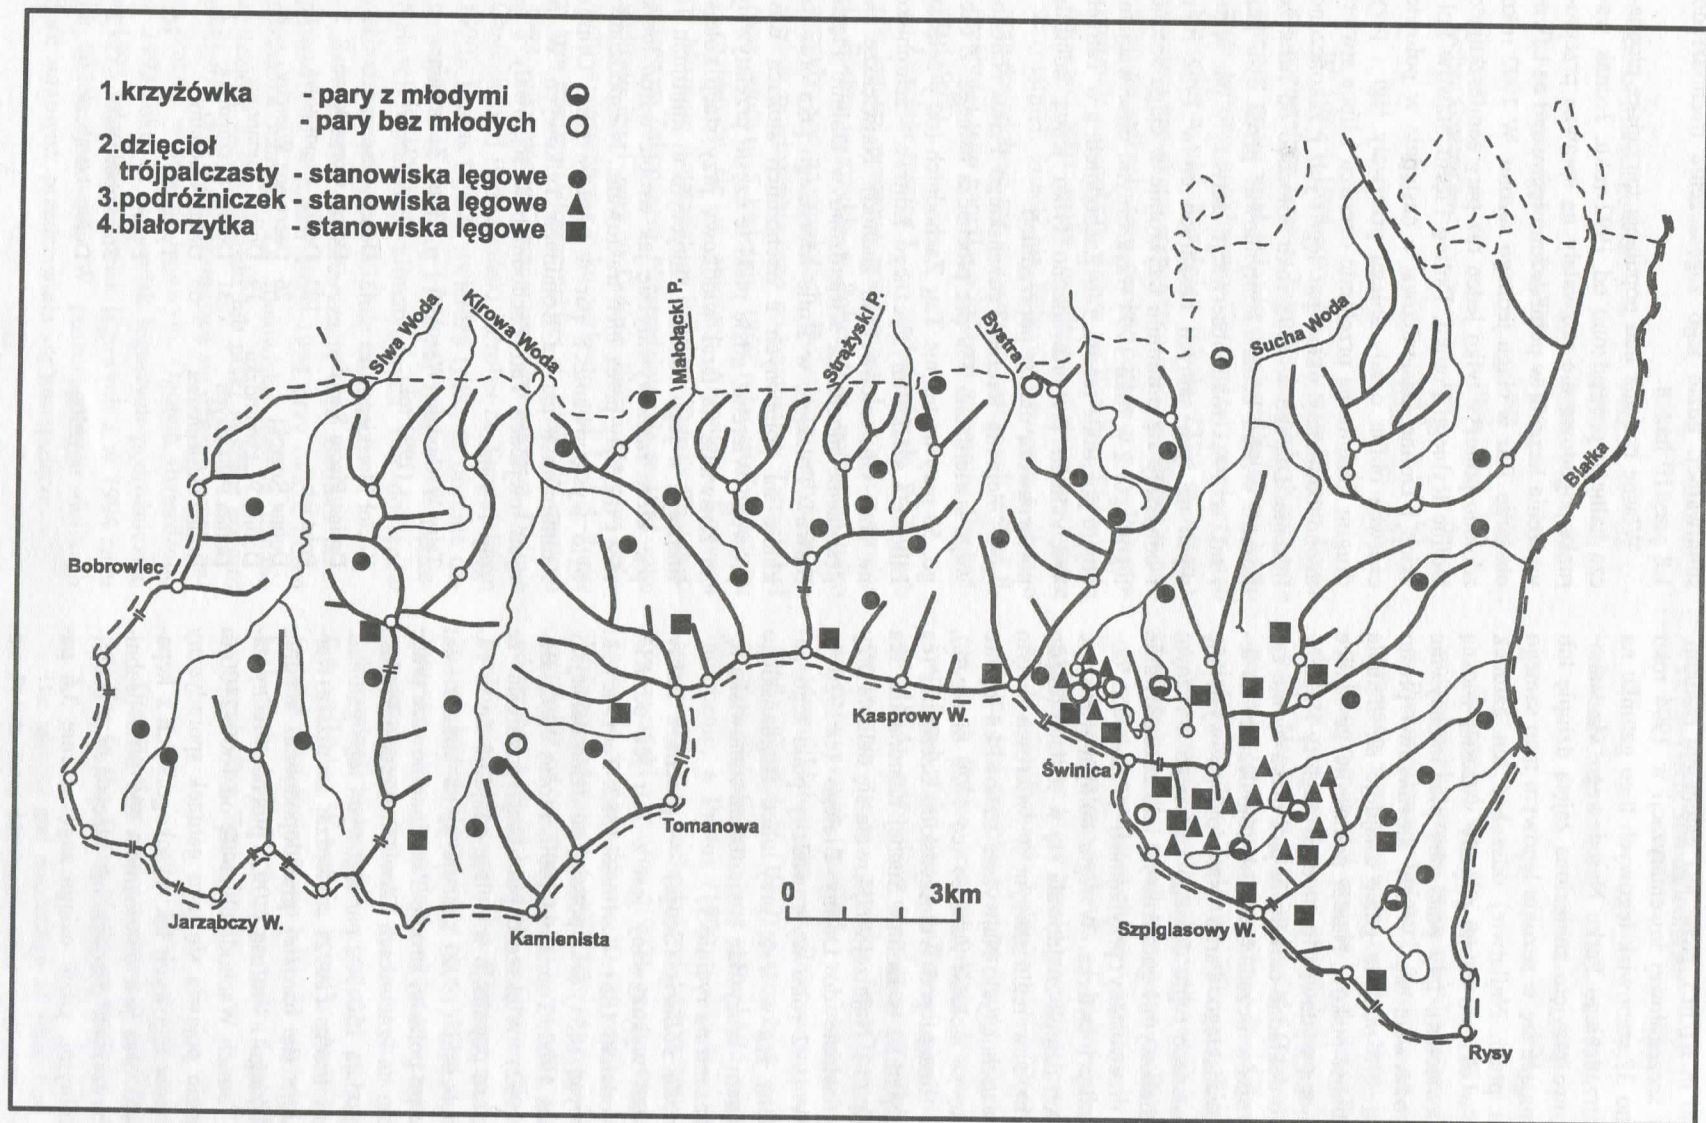 1.krzyżówka - pary z młodymi
- pary bez młodych
2.dzięcioł
trójpalczasty - stanowiska lęgowe
3.podróżniczek - stanowiska lęgowe
4.białorzytka - stanowiska lęgowe
Siwa Woda
Kirowa Woda
Małołącki P.
Strążyski P.
Bystra
Sucha Woda
Białka
Bobrowiec
Kasprowy W.
Świnica
Tomanowa
0 3km
Jarząbczy W.
Kamienista
Szpiglasowy W.
Rysy